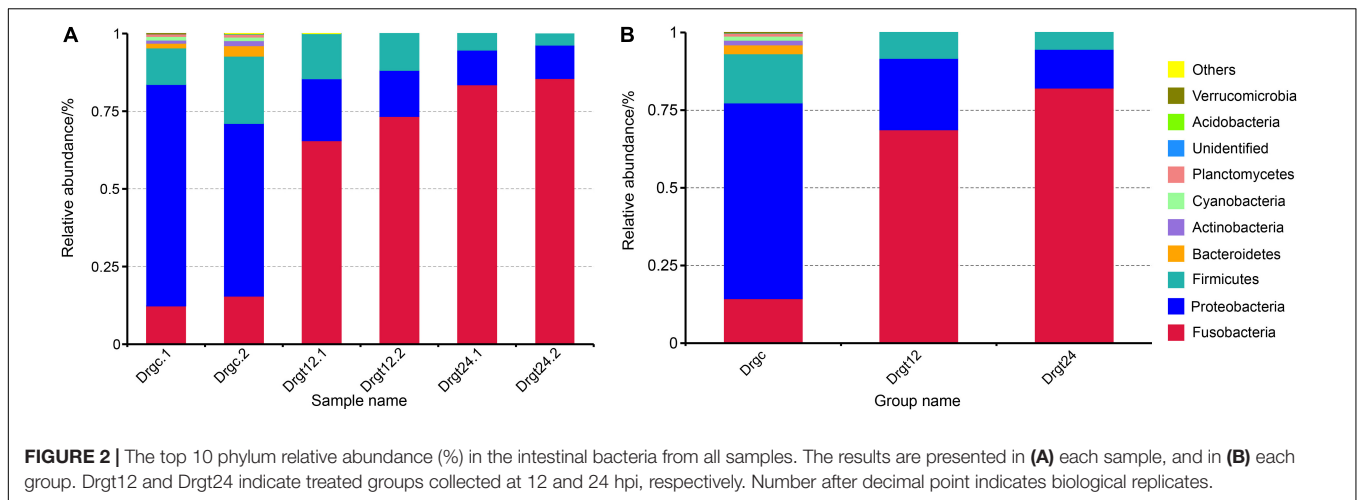 A
1
0.75
0.5
0.25
0
Relative abundance/%
Drgc.1
Drgc.2
Drgt12.1
Drgt12.2
Drgt24.1
Drgt24.2
Sample name
B
1
0.75
0.5
0.25
0
Relative abundance/%
Drgc
Drgt12
Drgt24
Group name
Others
Verrucomicrobia
Acidobacteria
Unidentified
Planctomycetes
Cyanobacteria
Actinobacteria
Bacteroidetes
Firmicutes
Proteobacteria
Fusobacteria
FIGURE 2 | The top 10 phylum relative abundance (%) in the intestinal bacteria from all samples. The results are presented in (A) each sample, and in (B) each
group. Drgt12 and Drgt24 indicate treated groups collected at 12 and 24 hpi, respectively. Number after decimal point indicates biological replicates.